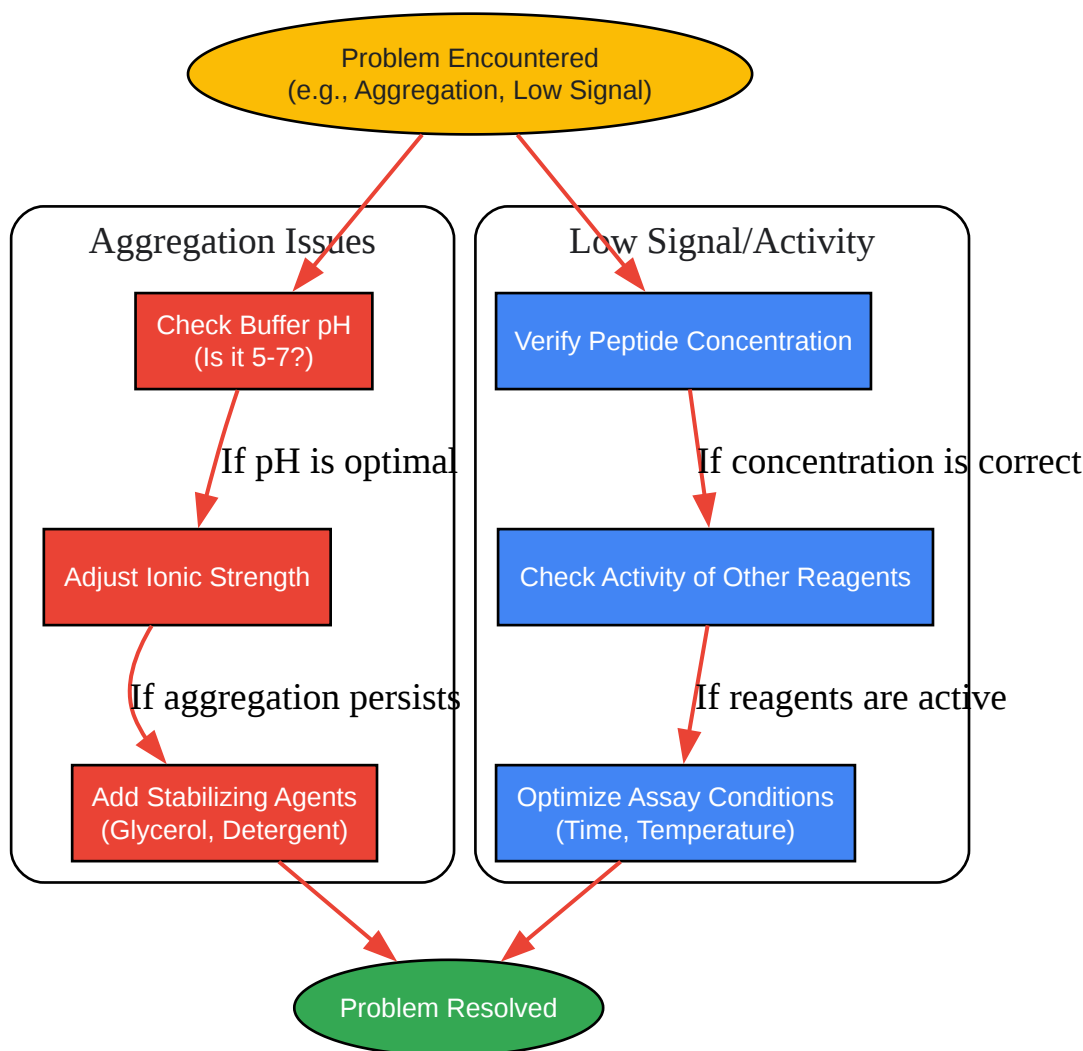 Problem Encountered
(e.g., Aggregation, Low Signal)
Aggregation Issues
Check Buffer pH
(Is it 5-7?)
If pH is optimal
Adjust Ionic Strength
If aggregation persists
Add Stabilizing Agents
(Glycerol, Detergent)
Low Signal/Activity
Verify Peptide Concentration
If concentration is correct
Check Activity of Other Reagents
If reagents are active
Optimize Assay Conditions
(Time, Temperature)
Problem Resolved